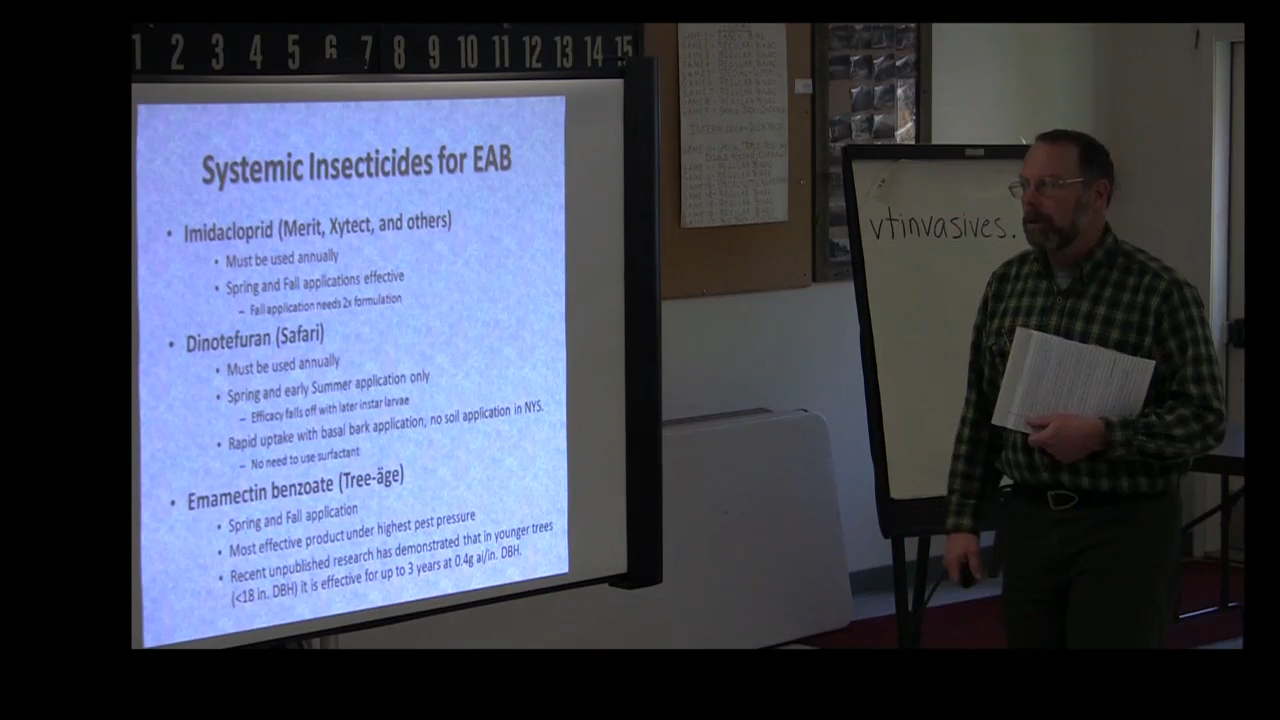 1 2 3 4 5 6 7 8 9 10 11 12 13 14 15
Systemic Insecticides for EAB
• Imidacloprid (Merit, Xytect, and others)
• Must be used annually
• Spring and Fall applications effective
– Fall application needs 2x formulation
• Dinotefuran (Safari)
• Must be used annually
• Spring and early Summer application only
– Efficacy falls off with later instar larvae
• Rapid uptake with basal bark application, no soil application in NYS.
– No need to use surfactant
• Emamectin benzoate (Tree-äge)
• Spring and Fall application
• Most effective product under highest pest pressure
• Recent unpublished research has demonstrated that in younger trees
(<18 in. DBH) it is effective for up to 3 years at 0.4g ai/in. DBH.
vtinvasives.